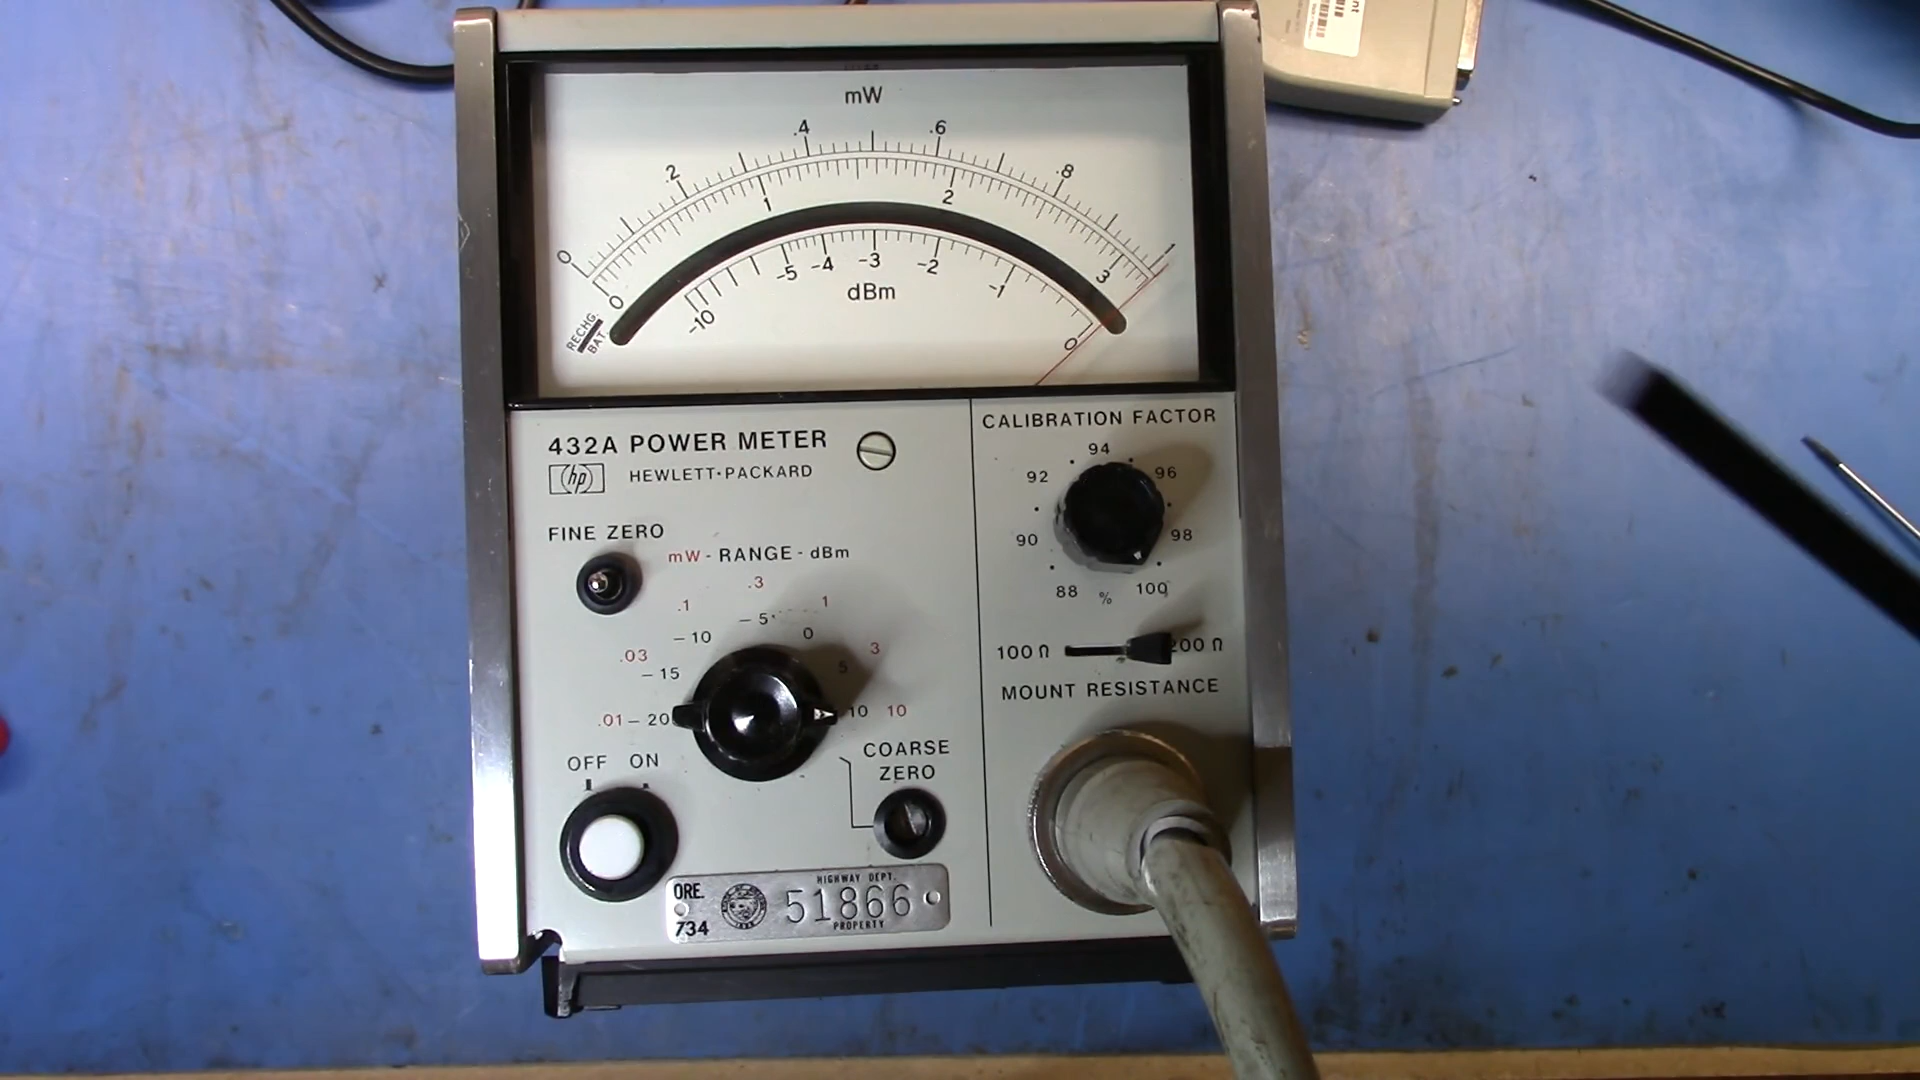 nt
mW
0 .2 .4 .6 .8 1
0 1 2 3
-10 -5 -4 -3 -2 -1 0
dBm
RECHG.
BAT.
432A POWER METER
hp HEWLETT•PACKARD
FINE ZERO
mW - RANGE - dBm
.01 .03 .1 .3 1 3 10
-20 -15 -10 -5 0 5 10
OFF ON
COARSE
ZERO
CALIBRATION FACTOR
88 90 92 94 96 98 100
%
100 Ω 200 Ω
MOUNT RESISTANCE
ORE.
734
HIGHWAY DEPT.
51866
PROPERTY